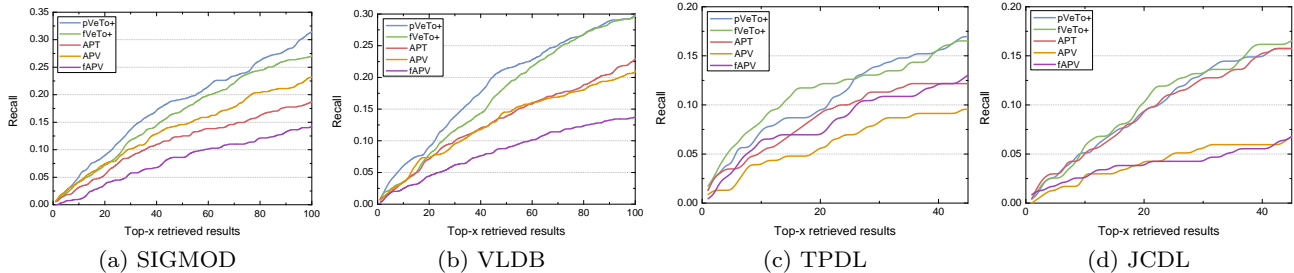 0.35
0.30
0.25
0.20
0.15
0.10
0.05
0.00
Recall
pVeTo+
fVeTo+
APT
APV
fAPV
0 20 40 60 80 100
Top-x retrieved results
(a) SIGMOD
0.30
0.25
0.20
0.15
0.10
0.05
0.00
Recall
pVeTo+
fVeTo+
APT
APV
fAPV
0 20 40 60 80 100
Top-x retrieved results
(b) VLDB
0.20
0.15
0.10
0.05
0.00
Recall
pVeTo+
fVeTo+
APT
APV
fAPV
0 20 40
Top-x retrieved results
(c) TPDL
0.20
0.15
0.10
0.05
0.00
Recall
pVeTo+
fVeTo+
APT
APV
fAPV
0 20 40
Top-x retrieved results
(d) JCDL